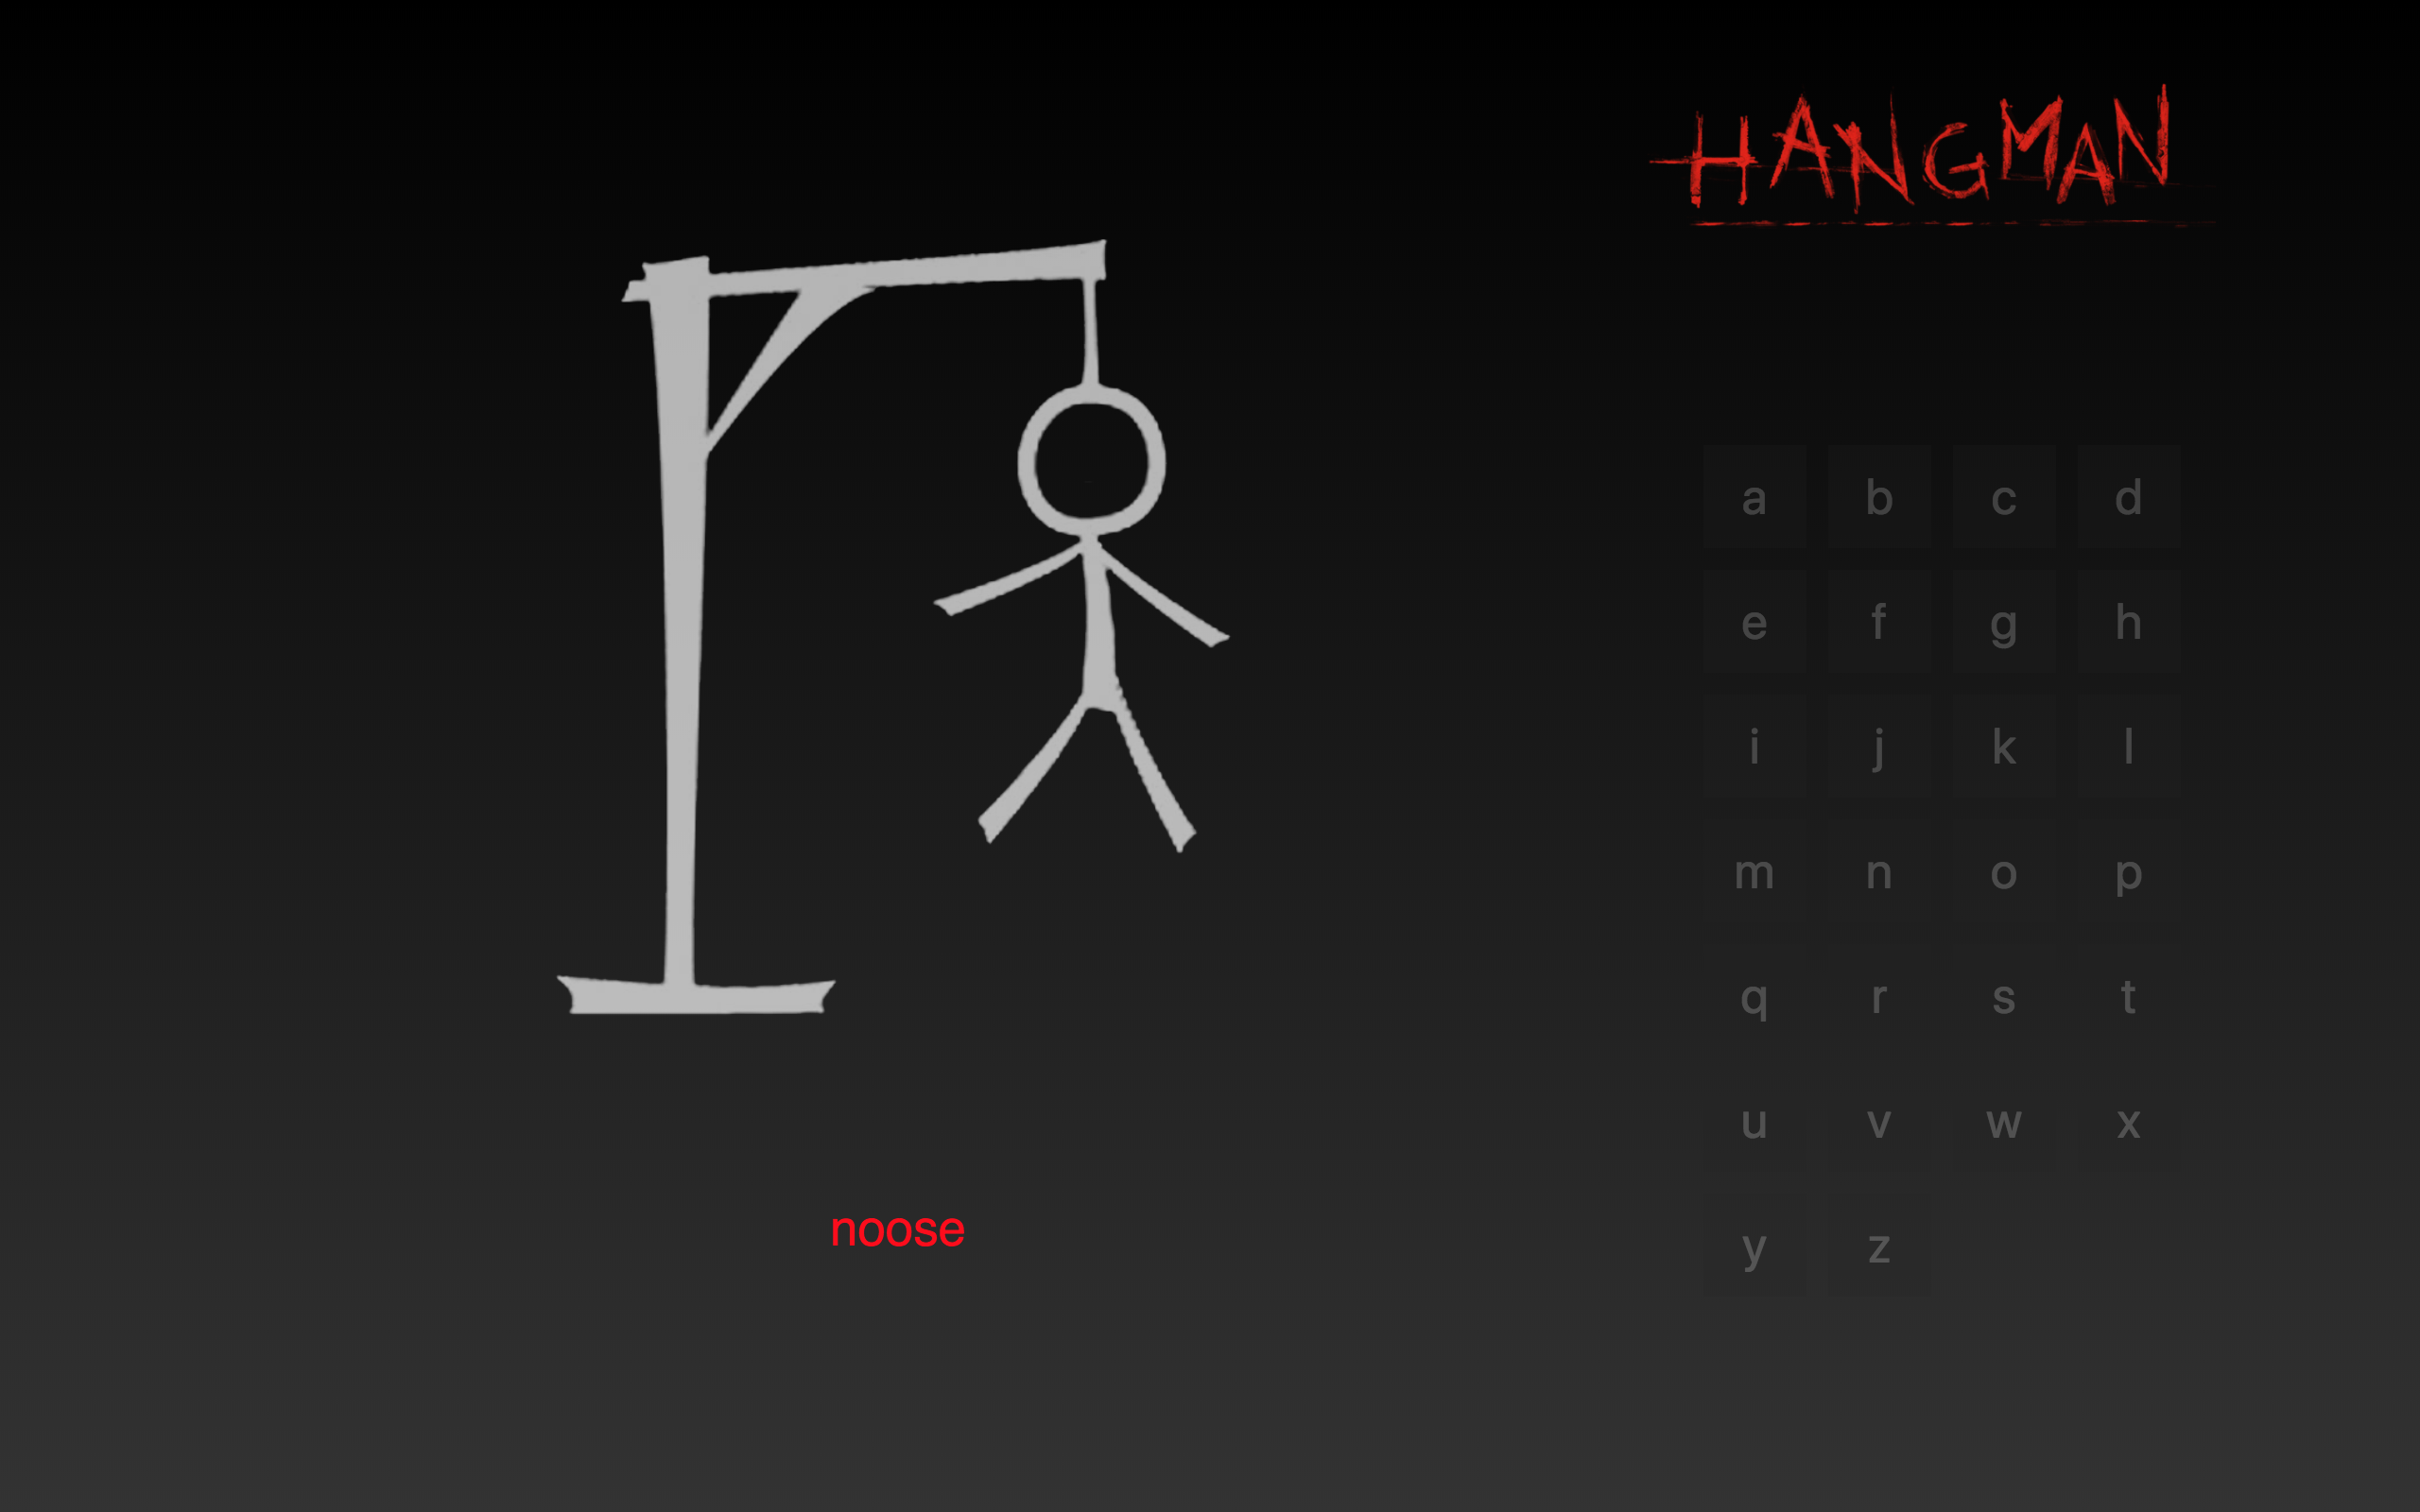 HANGMAN
a b c d
e f g h
i j k l
m n o p
q r s t
u v w x
y z
noose